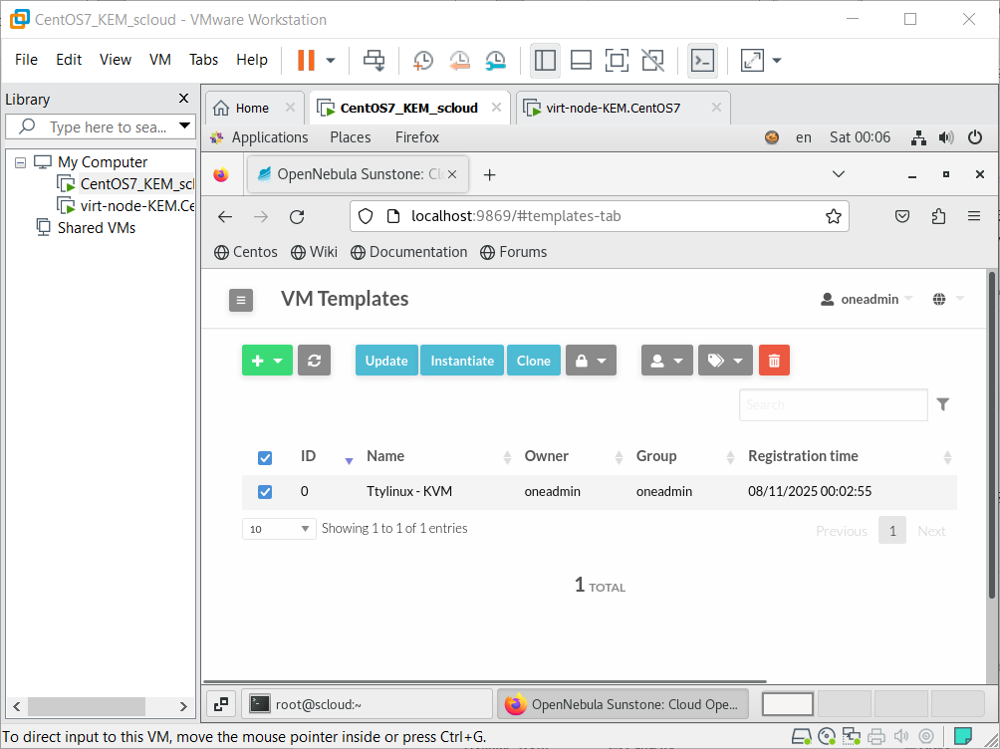 CentOS7_KEM_scloud - VMware Workstation
File Edit View VM Tabs Help
Library
Type here to sea...
My Computer
CentOS7_KEM_scl
virt-node-KEM.Ce
Shared VMs
Home
CentOS7_KEM_scloud
virt-node-KEM.CentOS7
Applications Places Firefox
en Sat 00:06
OpenNebula Sunstone: Clo
localhost:9869/#templates-tab
Centos Wiki Documentation Forums
VM Templates
oneadmin
Update Instantiate Clone
Search
ID Name Owner Group Registration time
0 Ttylinux - KVM oneadmin oneadmin 08/11/2025 00:02:55
10 Showing 1 to 1 of 1 entries
Previous 1 Next
1 TOTAL
root@scloud:~
OpenNebula Sunstone: Cloud Ope...
To direct input to this VM, move the mouse pointer inside or press Ctrl+G.